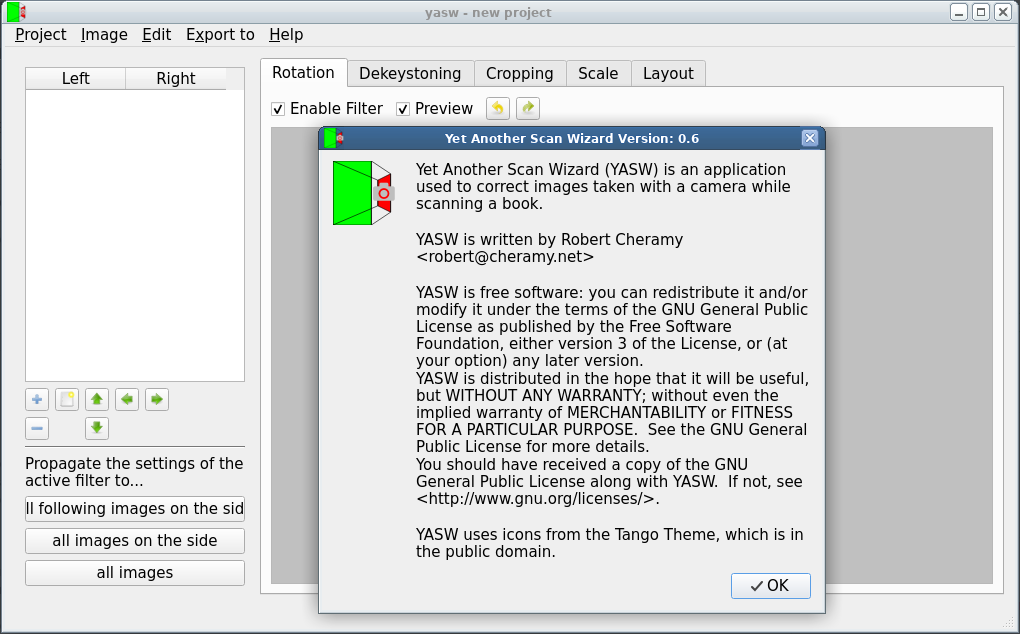 yasw - new project
Project Image Edit Export to Help
Left Right
Rotation Dekeystoning Cropping Scale Layout
Enable Filter Preview
Propagate the settings of the
active filter to...
ll following images on the sid
all images on the side
all images
Yet Another Scan Wizard Version: 0.6
Yet Another Scan Wizard (YASW) is an application
used to correct images taken with a camera while
scanning a book.
YASW is written by Robert Cheramy
<robert@cheramy.net>
YASW is free software: you can redistribute it and/or
modify it under the terms of the GNU General Public
License as published by the Free Software
Foundation, either version 3 of the License, or (at
your option) any later version.
YASW is distributed in the hope that it will be useful,
but WITHOUT ANY WARRANTY; without even the
implied warranty of MERCHANTABILITY or FITNESS
FOR A PARTICULAR PURPOSE.  See the GNU General
Public License for more details.
You should have received a copy of the GNU
General Public License along with YASW.  If not, see
<http://www.gnu.org/licenses/>.
YASW uses icons from the Tango Theme, which is in
the public domain.
OK